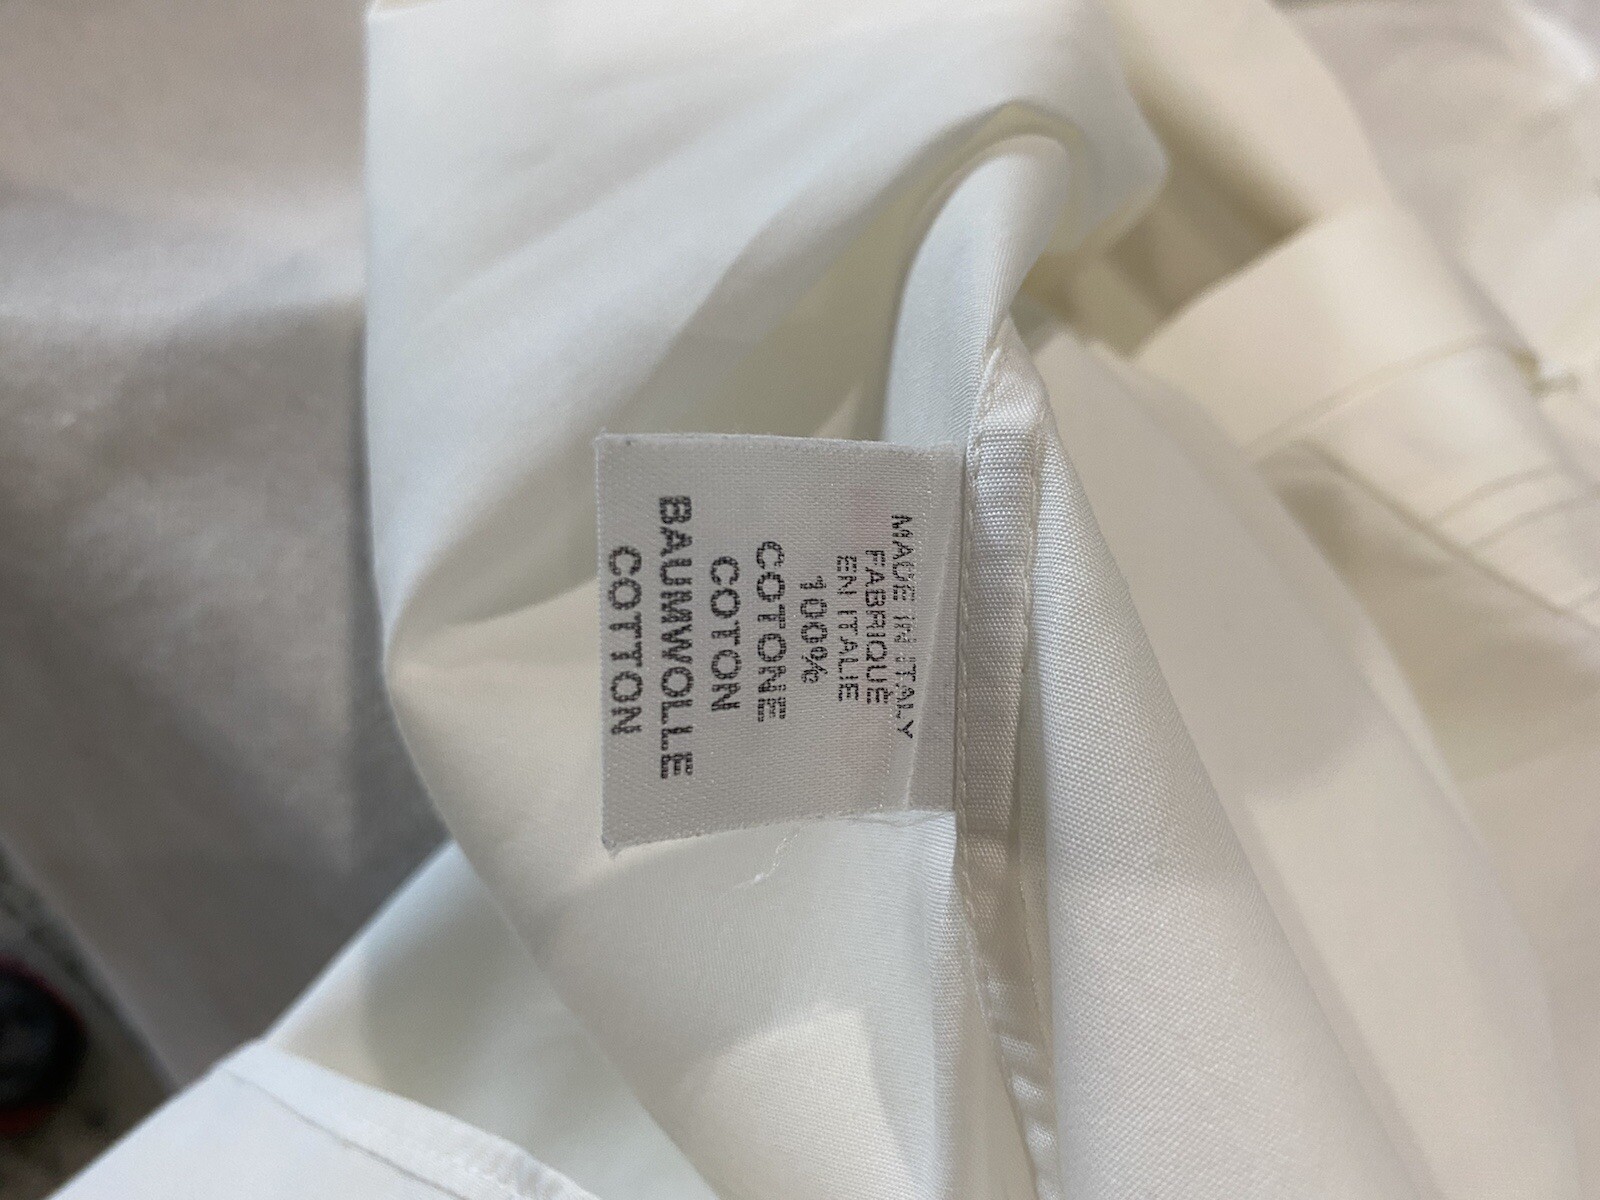 MADE IN ITALY
FABRIQUÉ
EN ITALIE
100%
COTONE
COTON
BAUMWOLLE
COTTON